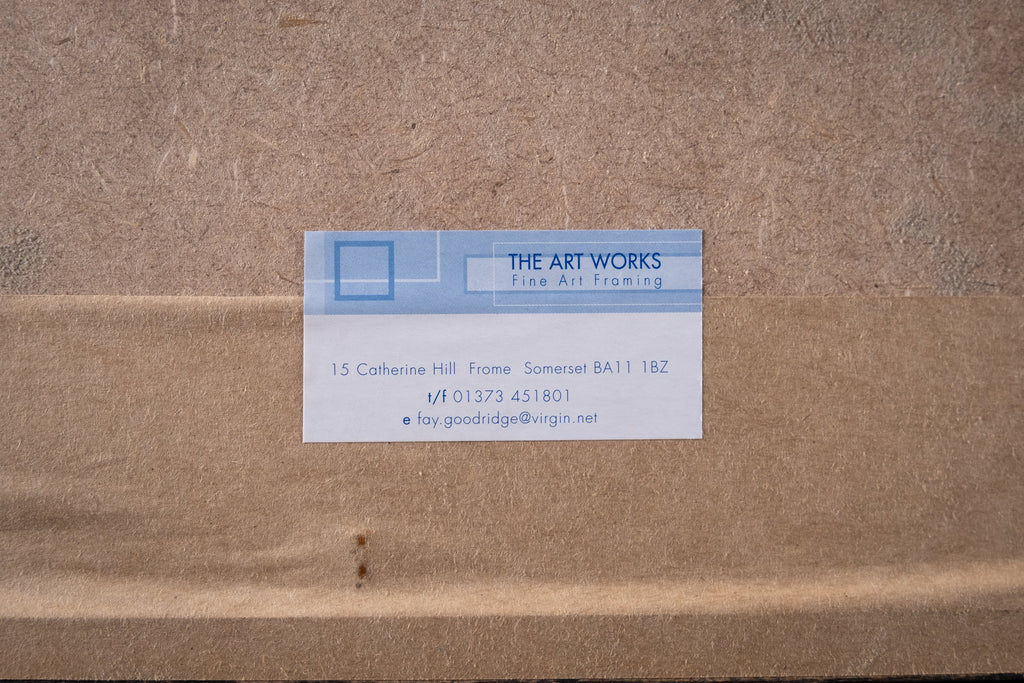 THE ART WORKS
Fine Art Framing
15 Catherine Hill Frome Somerset BA11 1BZ
t/f 01373 451801
e fay.goodridge@virgin.net